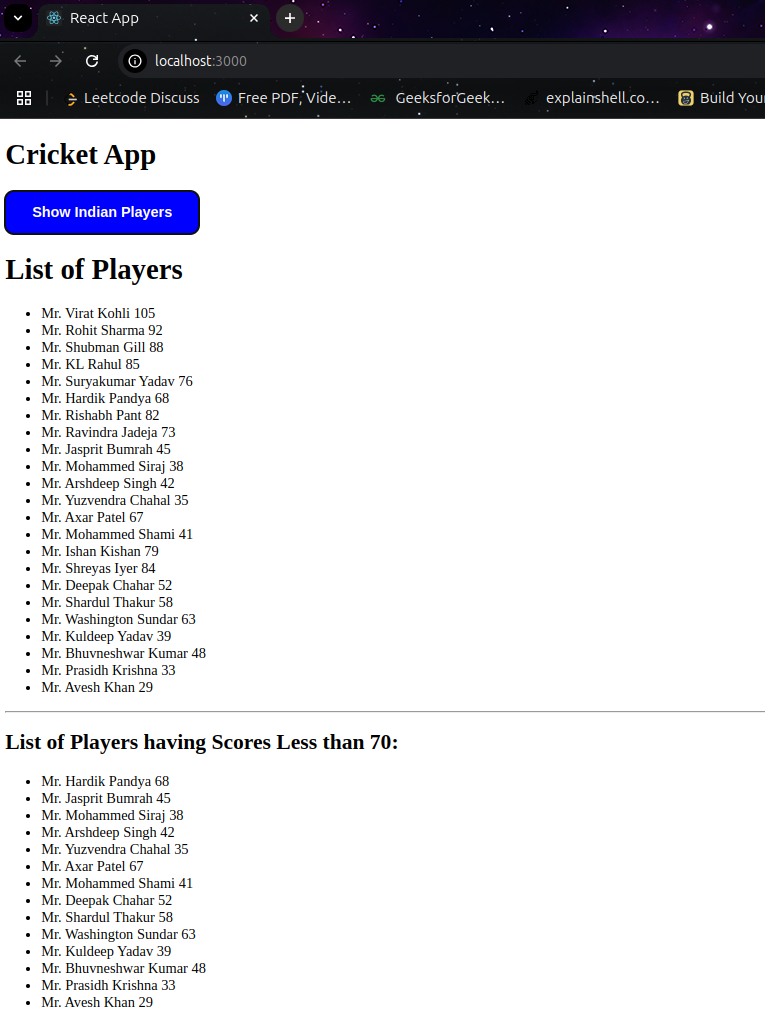 React App
localhost:3000
Leetcode Discuss
Free PDF, Vide...
GeeksforGeek...
explainshell.co...
Build Your
Cricket App
Show Indian Players
List of Players
Mr. Virat Kohli 105
Mr. Rohit Sharma 92
Mr. Shubman Gill 88
Mr. KL Rahul 85
Mr. Suryakumar Yadav 76
Mr. Hardik Pandya 68
Mr. Rishabh Pant 82
Mr. Ravindra Jadeja 73
Mr. Jasprit Bumrah 45
Mr. Mohammed Siraj 38
Mr. Arshdeep Singh 42
Mr. Yuzvendra Chahal 35
Mr. Axar Patel 67
Mr. Mohammed Shami 41
Mr. Ishan Kishan 79
Mr. Shreyas Iyer 84
Mr. Deepak Chahar 52
Mr. Shardul Thakur 58
Mr. Washington Sundar 63
Mr. Kuldeep Yadav 39
Mr. Bhuvneshwar Kumar 48
Mr. Prasidh Krishna 33
Mr. Avesh Khan 29
List of Players having Scores Less than 70:
Mr. Hardik Pandya 68
Mr. Jasprit Bumrah 45
Mr. Mohammed Siraj 38
Mr. Arshdeep Singh 42
Mr. Yuzvendra Chahal 35
Mr. Axar Patel 67
Mr. Mohammed Shami 41
Mr. Deepak Chahar 52
Mr. Shardul Thakur 58
Mr. Washington Sundar 63
Mr. Kuldeep Yadav 39
Mr. Bhuvneshwar Kumar 48
Mr. Prasidh Krishna 33
Mr. Avesh Khan 29